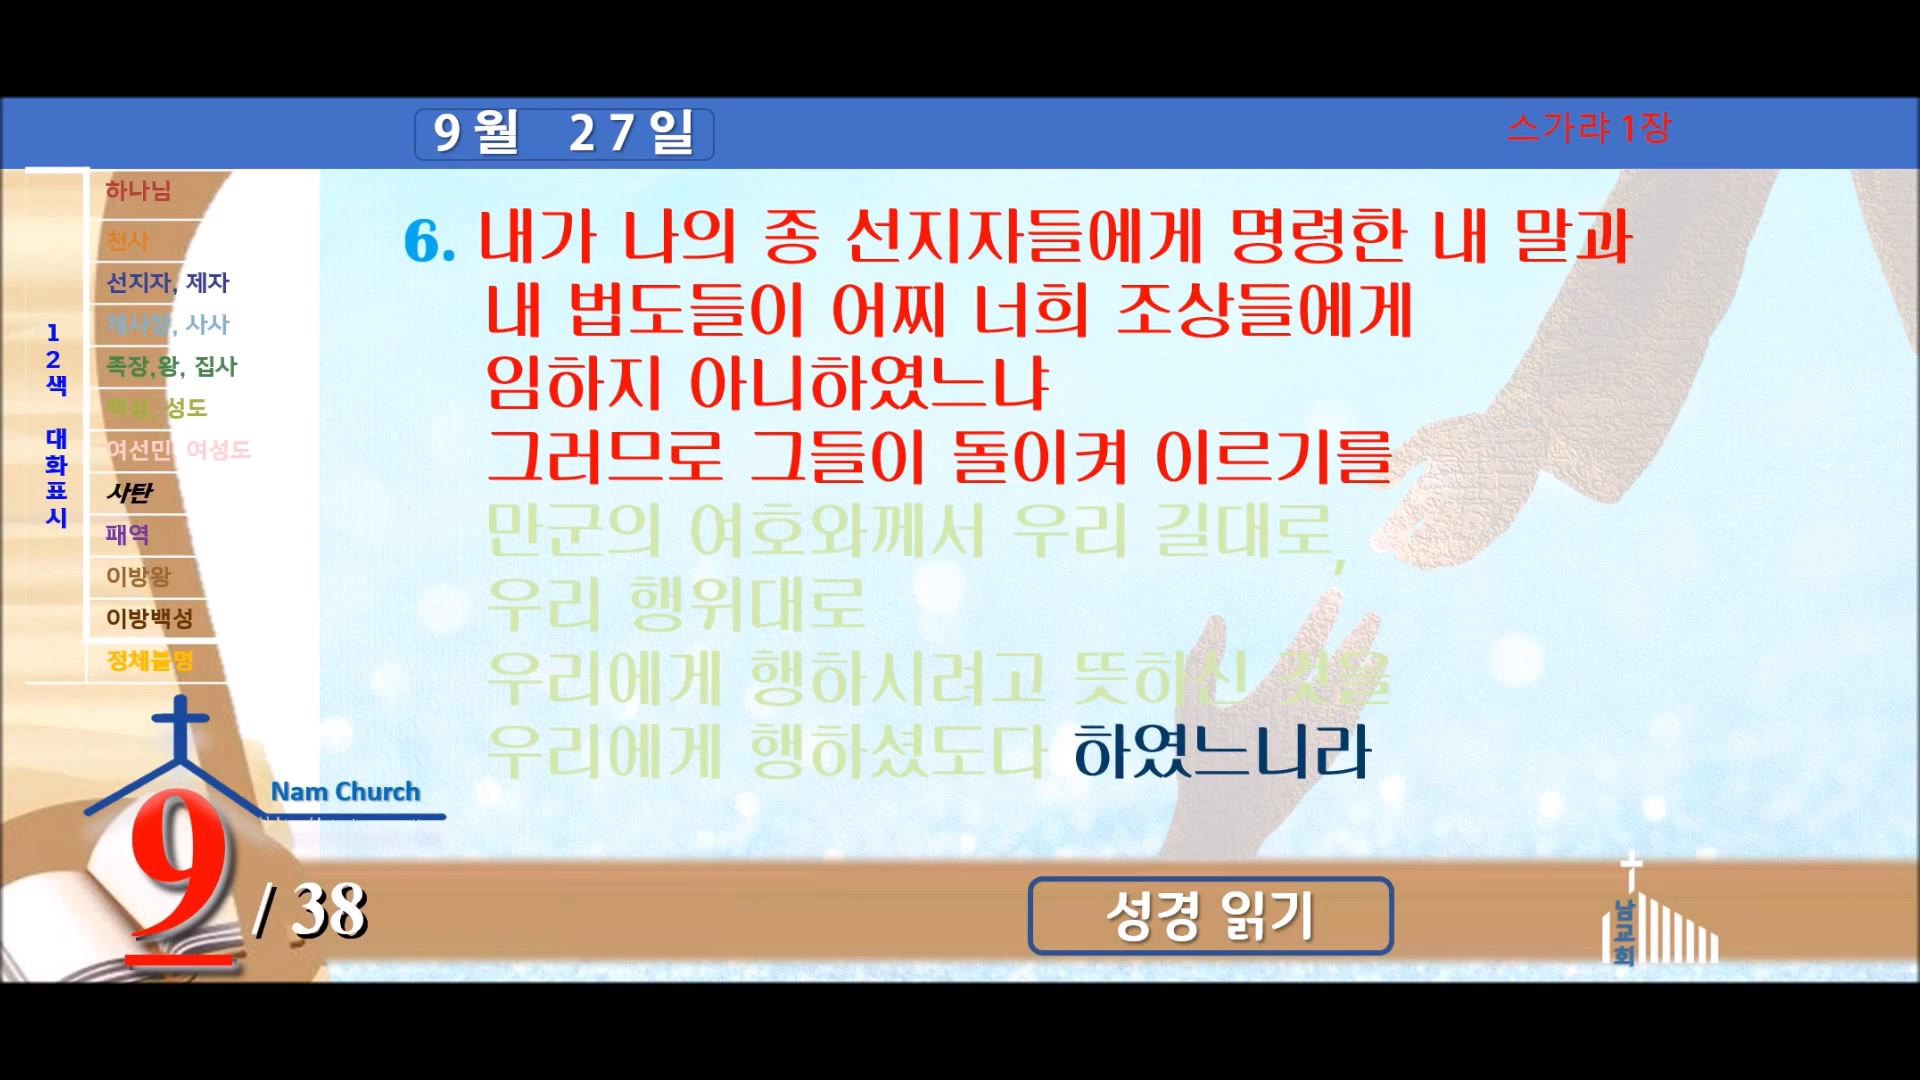 9월 27일
스가랴 1장
하나님
천사
선지자, 제자
제사장, 사사
족장,왕, 집사
백성, 성도
여선민, 여성도
사탄
패역
이방왕
이방백성
정체불명
12색 대화표시
6. 내가 나의 종 선지자들에게 명령한 내 말과
내 법도들이 어찌 너희 조상들에게
임하지 아니하였느냐
그러므로 그들이 돌이켜 이르기를
만군의 여호와께서 우리 길대로,
우리 행위대로
우리에게 행하시려고 뜻하신 것을
우리에게 행하셨도다 하였느니라
Nam Church
9 / 38
성경 읽기
남교회